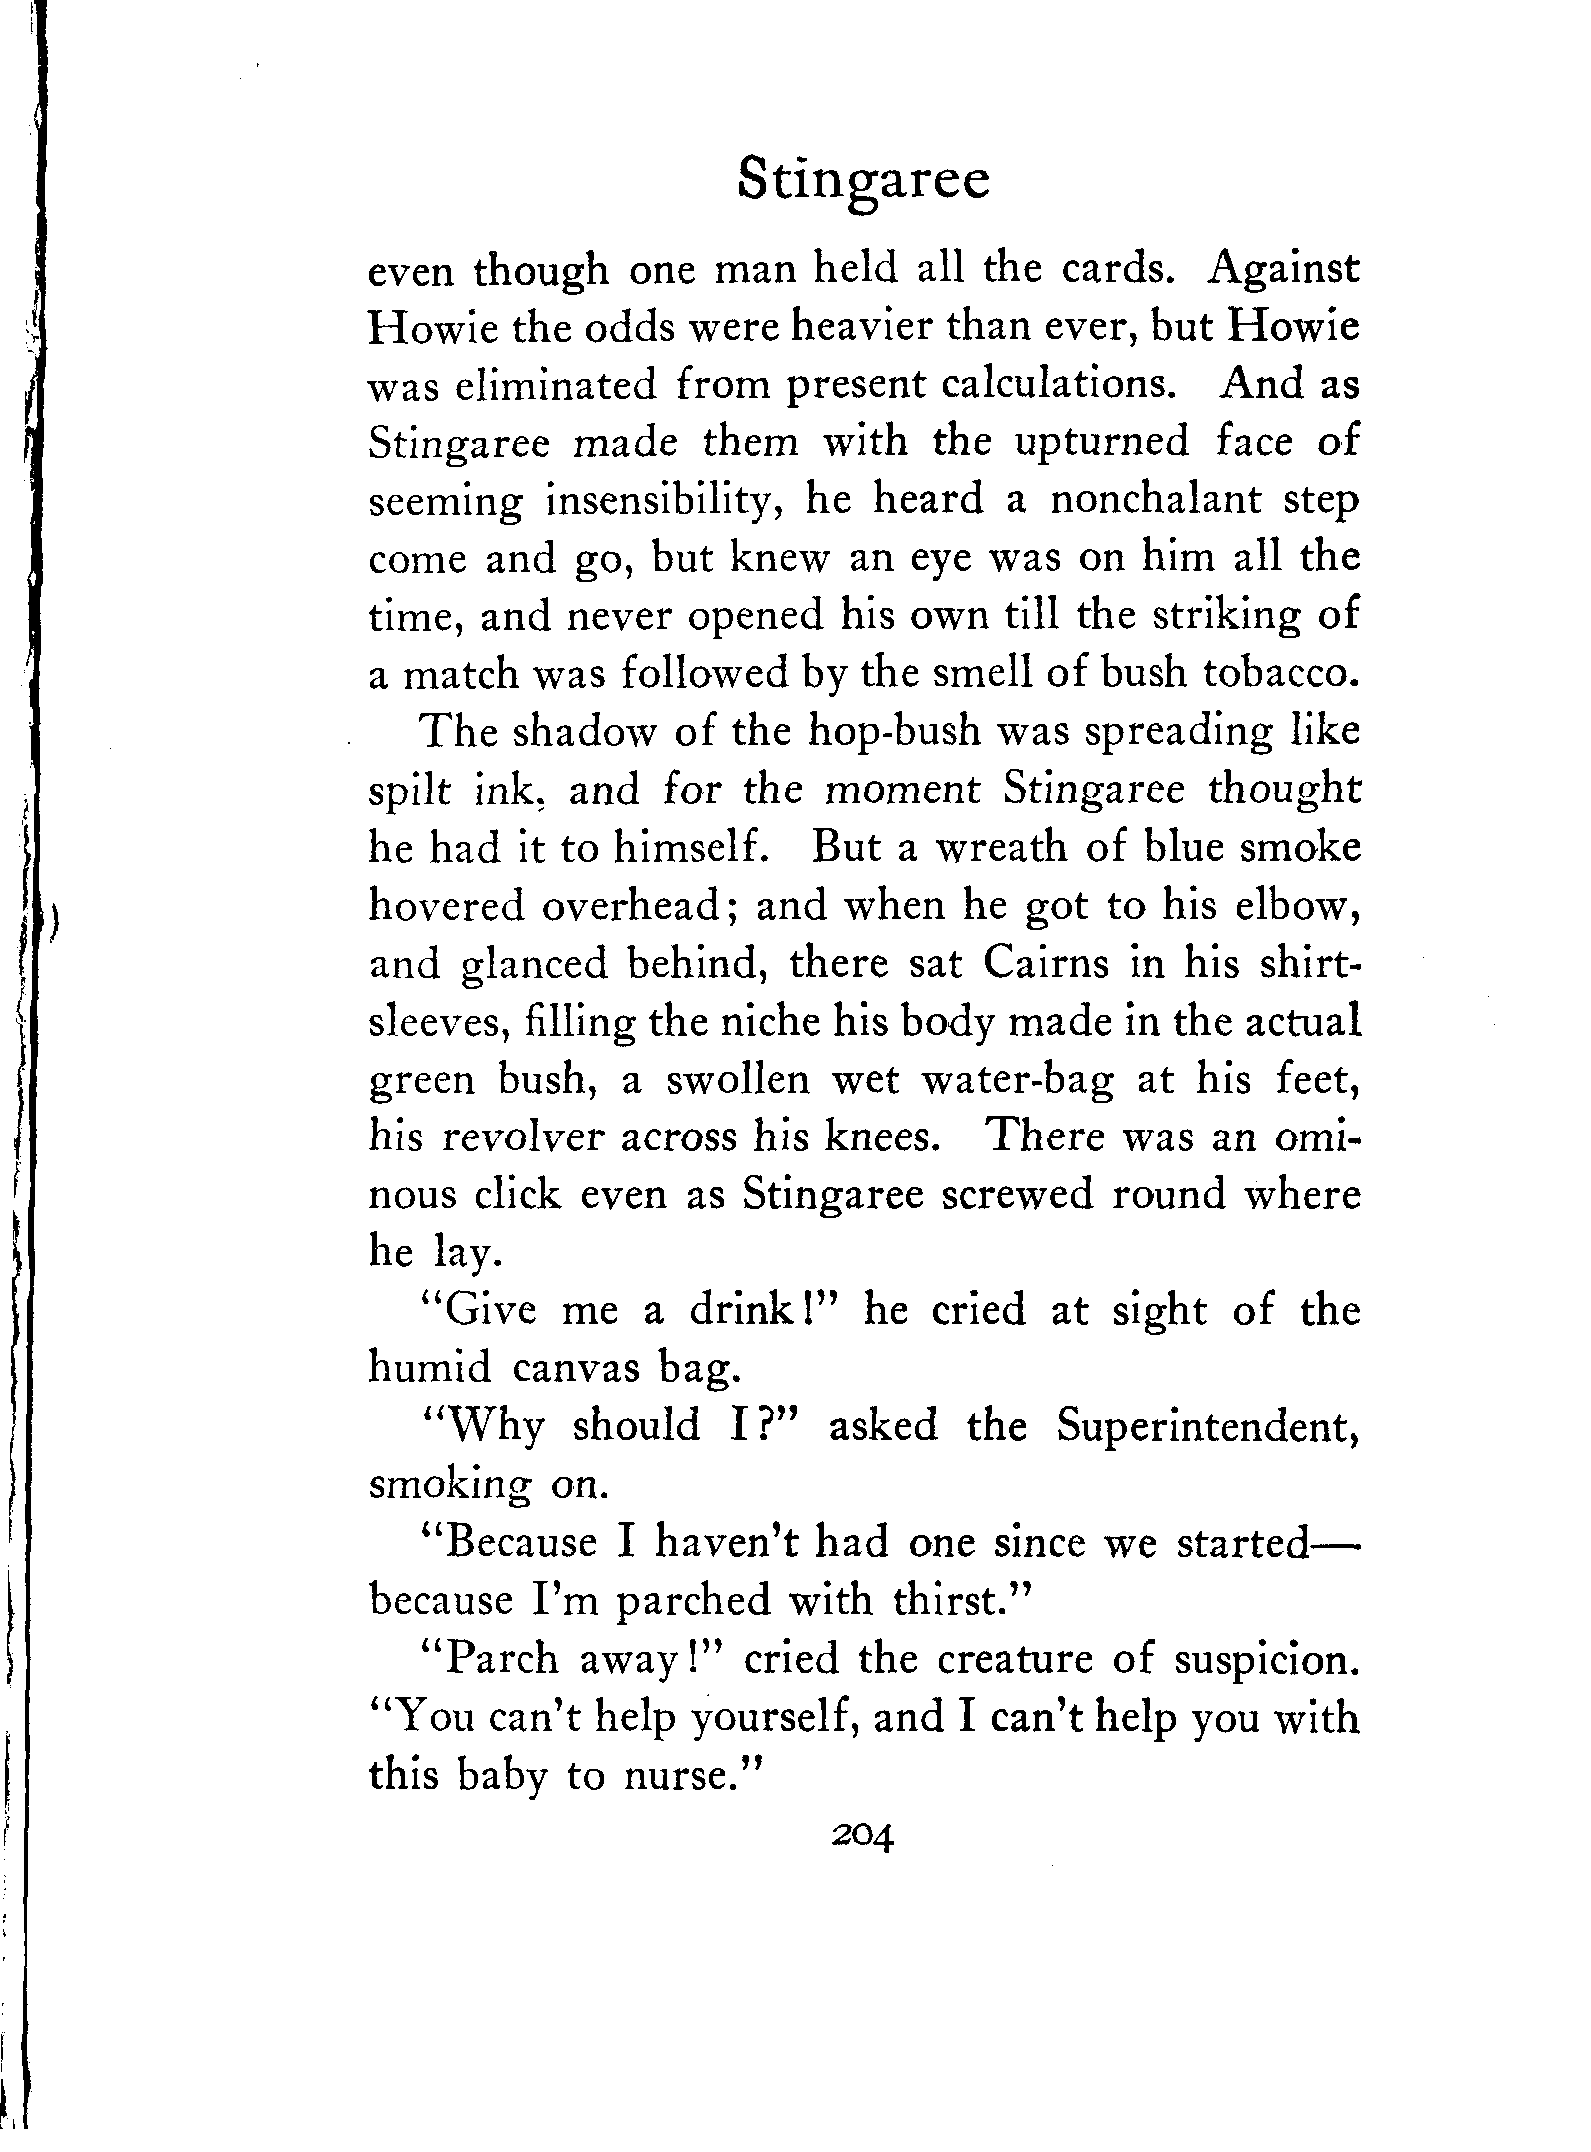 Stingaree
even though one man held all the cards. Against
Howie the odds were heavier than ever, but Howie
was eliminated from present calculations. And as
Stingaree made them with the upturned face of
seeming insensibility, he heard a nonchalant step
come and go, but knew an eye was on him all the
time, and never opened his own till the striking of
a match was followed by the smell of bush tobacco.
The shadow of the hop-bush was spreading like
spilt ink, and for the moment Stingaree thought
he had it to himself. But a wreath of blue smoke
hovered overhead; and when he got to his elbow,
and glanced behind, there sat Cairns in his shirt-
sleeves, filling the niche his body made in the actual
green bush, a swollen wet water-bag at his feet,
his revolver across his knees. There was an omi-
nous click even as Stingaree screwed round where
he lay.
"Give me a drink!" he cried at sight of the
humid canvas bag.
"Why should I?" asked the Superintendent,
smoking on.
"Because I haven't had one since we started—
because I'm parched with thirst."
"Parch away!" cried the creature of suspicion.
"You can't help yourself, and I can't help you with
this baby to nurse."
204